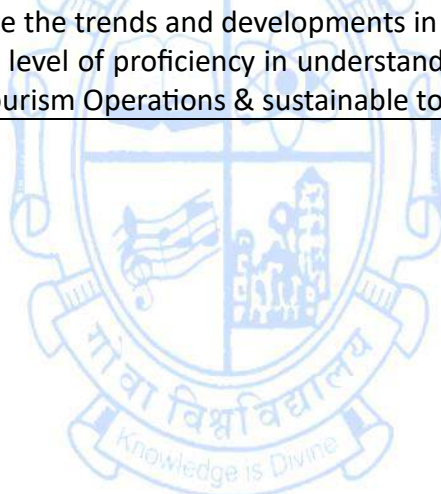 e the trends and developments in
level of proficiency in understand
ourism Operations & sustainable to
गोंवा विश्वविद्यालय
Knowledge is Divine